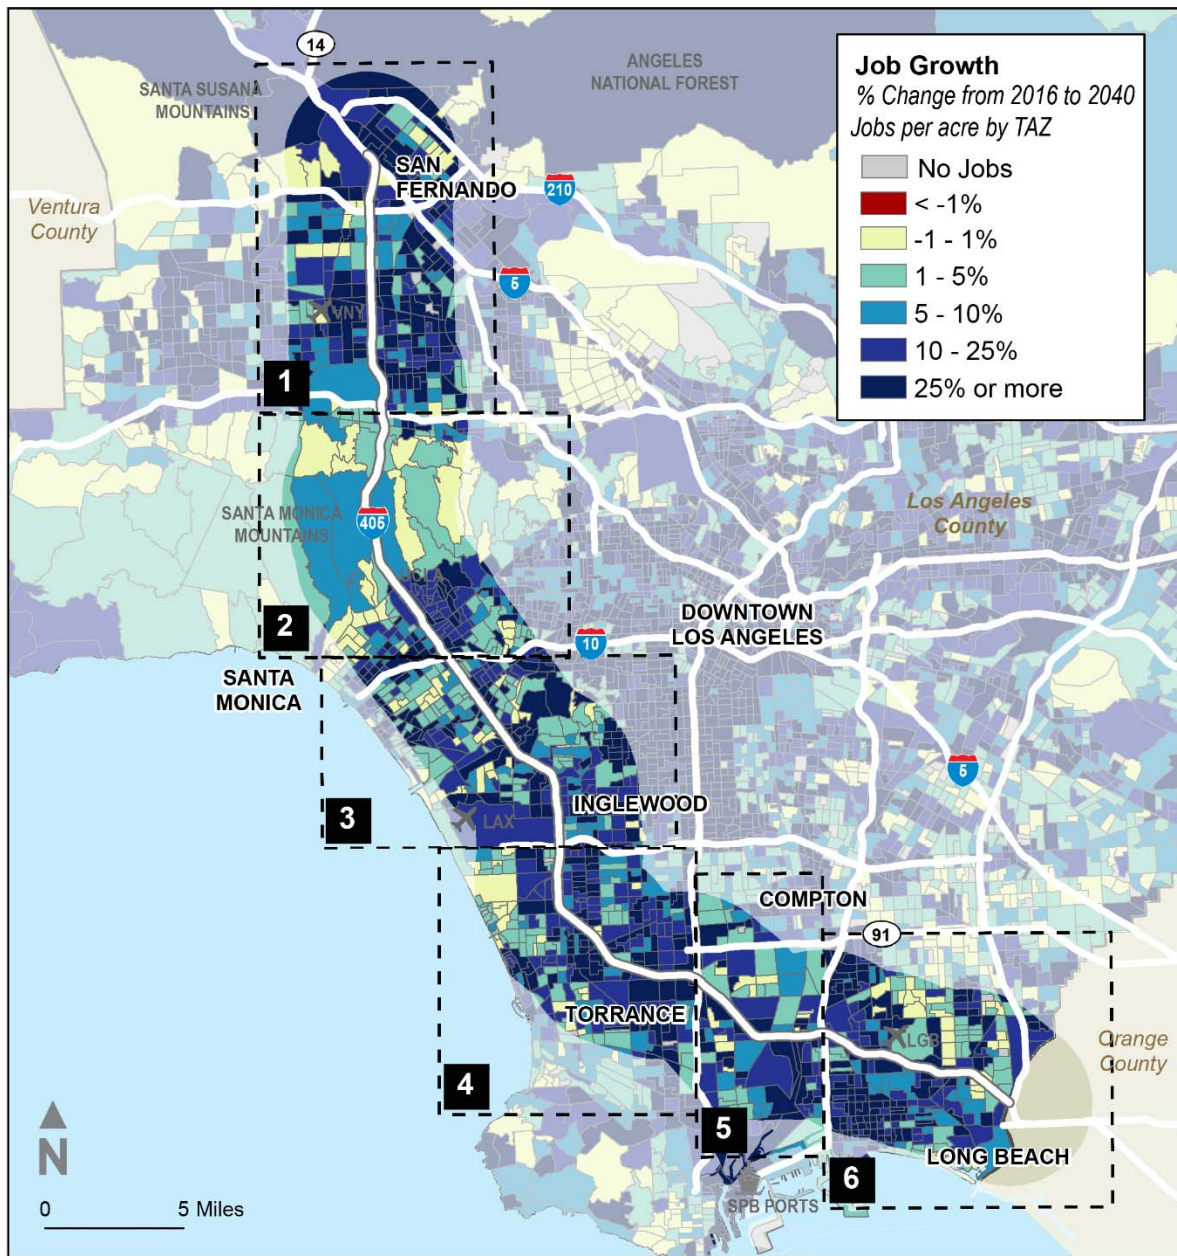 14
ANGELES
NATIONAL FOREST
SANTA SUSANA
MOUNTAINS
Job Growth
% Change from 2016 to 2040
Jobs per acre by TAZ
No Jobs
< -1%
-1 - 1%
1 - 5%
5 - 10%
10 - 25%
25% or more
SAN
FERNANDO
210
Ventura
County
5
VNY
1
SANTA MONICA
MOUNTAINS
405
Los Angeles
County
UCLA
2
DOWNTOWN
LOS ANGELES
10
SANTA
MONICA
5
INGLEWOOD
3
LAX
COMPTON
91
TORRANCE
LGB
Orange
County
4
5
LONG BEACH
6
SPB PORTS
N
0 5 Miles